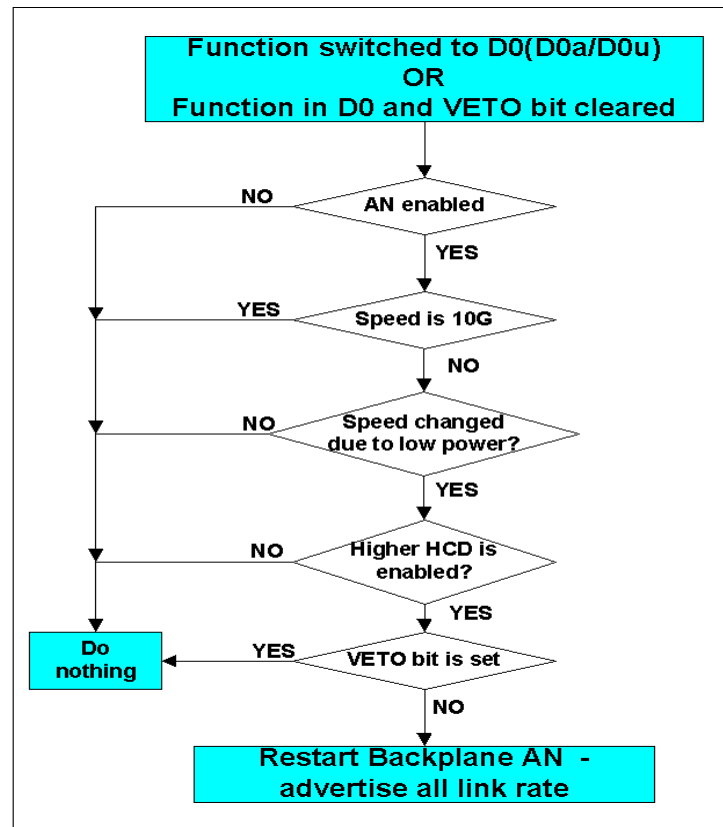 Function switched to D0(D0a/D0u)
OR
Function in D0 and VETO bit cleared
NO
AN enabled
YES
YES
Speed is 10G
NO
NO
Speed changed
due to low power?
YES
NO
Higher HCD is
enabled?
YES
Do
nothing
YES
VETO bit is set
NO
Restart Backplane AN -
advertise all link rate